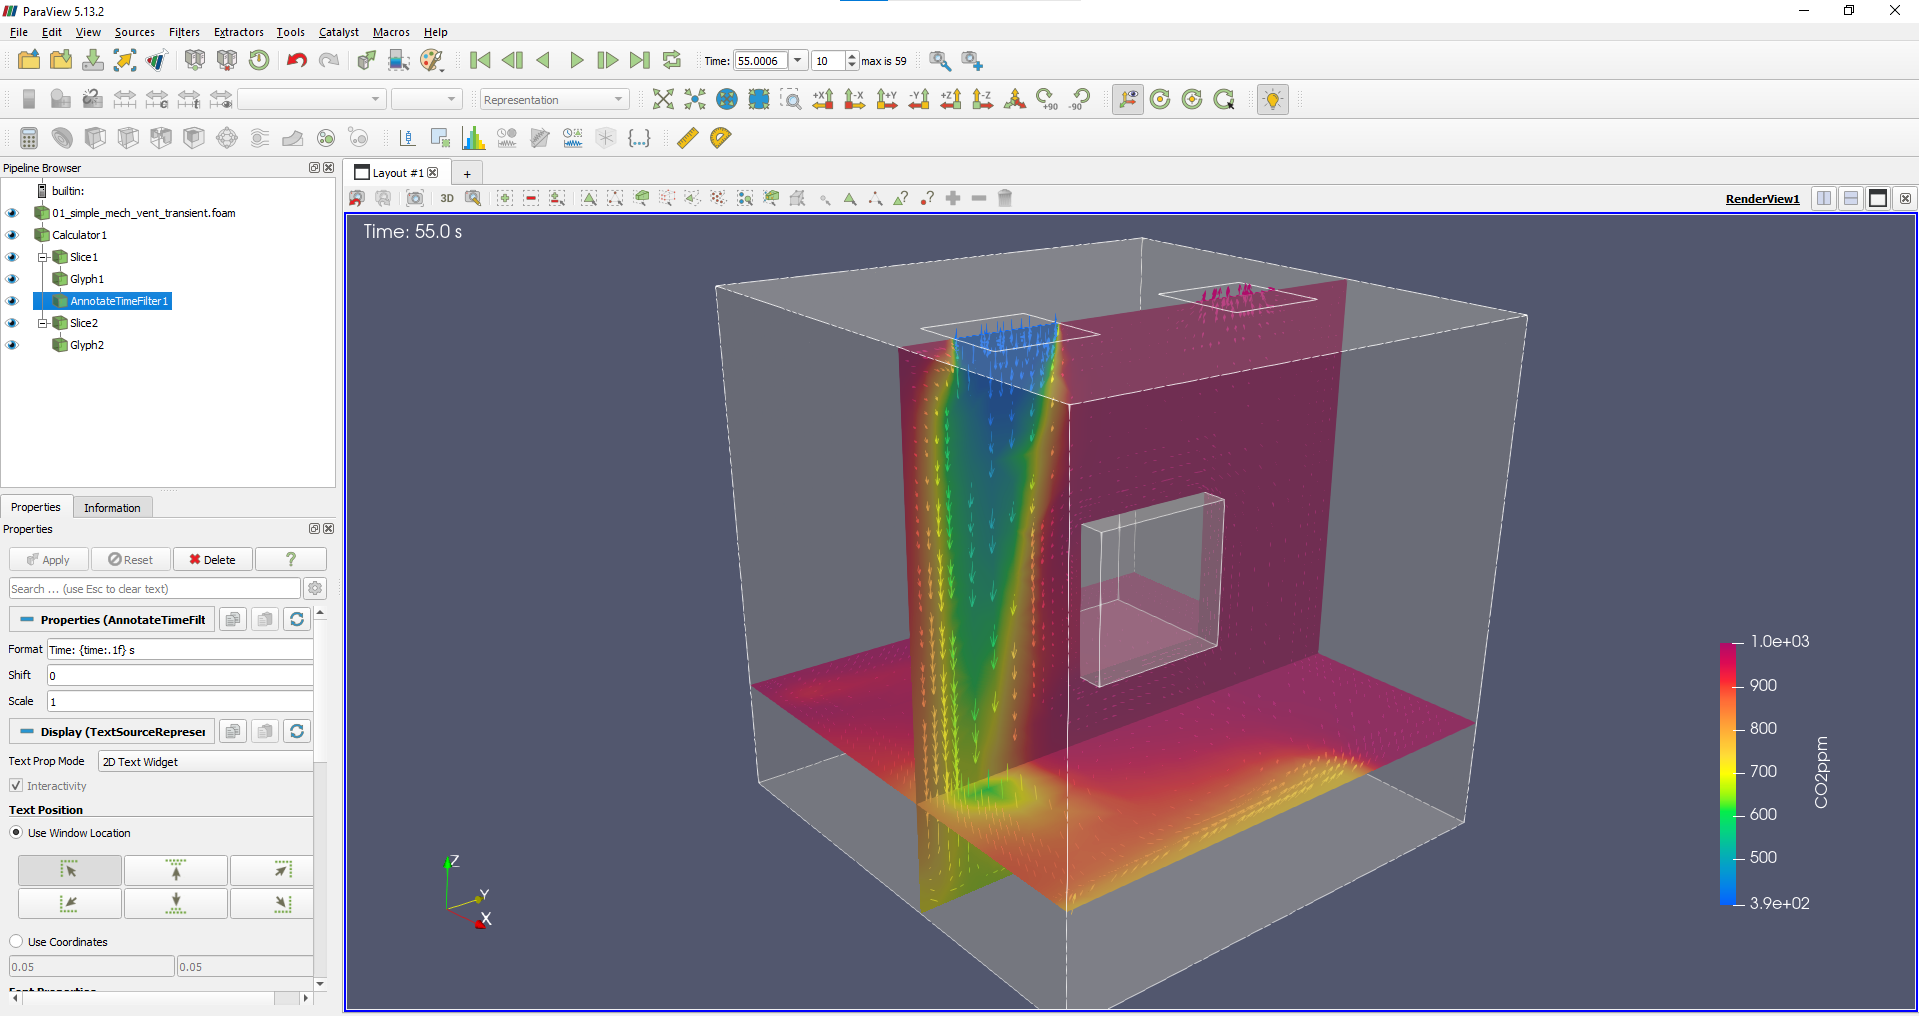 ParaView 5.13.2
File Edit View Sources Filters Extractors Tools Catalyst Macros Help
Time: 55.0006 10 max is 59
Representation
+X -X +Y -Y +Z -Z +90 -90
Pipeline Browser
builtin:
01_simple_mech_vent_transient.foam
Calculator1
Slice1
Glyph1
AnnotateTimeFilter1
Slice2
Glyph2
Layout #1
+
3D
RenderView1
Properties Information
Properties
Apply Reset Delete ?
Search ... (use Esc to clear text)
Properties (AnnotateTimeFilt
Format Time: {time:.1f} s
Shift 0
Scale 1
Display (TextSourceRepreser
Text Prop Mode 2D Text Widget
Interactivity
Text Position
Use Window Location
Use Coordinates
0.05 0.05
Font Properties
Time: 55.0 s
Z
Y
X
1.0e+03
900
800
700
600
500
3.9e+02
CO2ppm